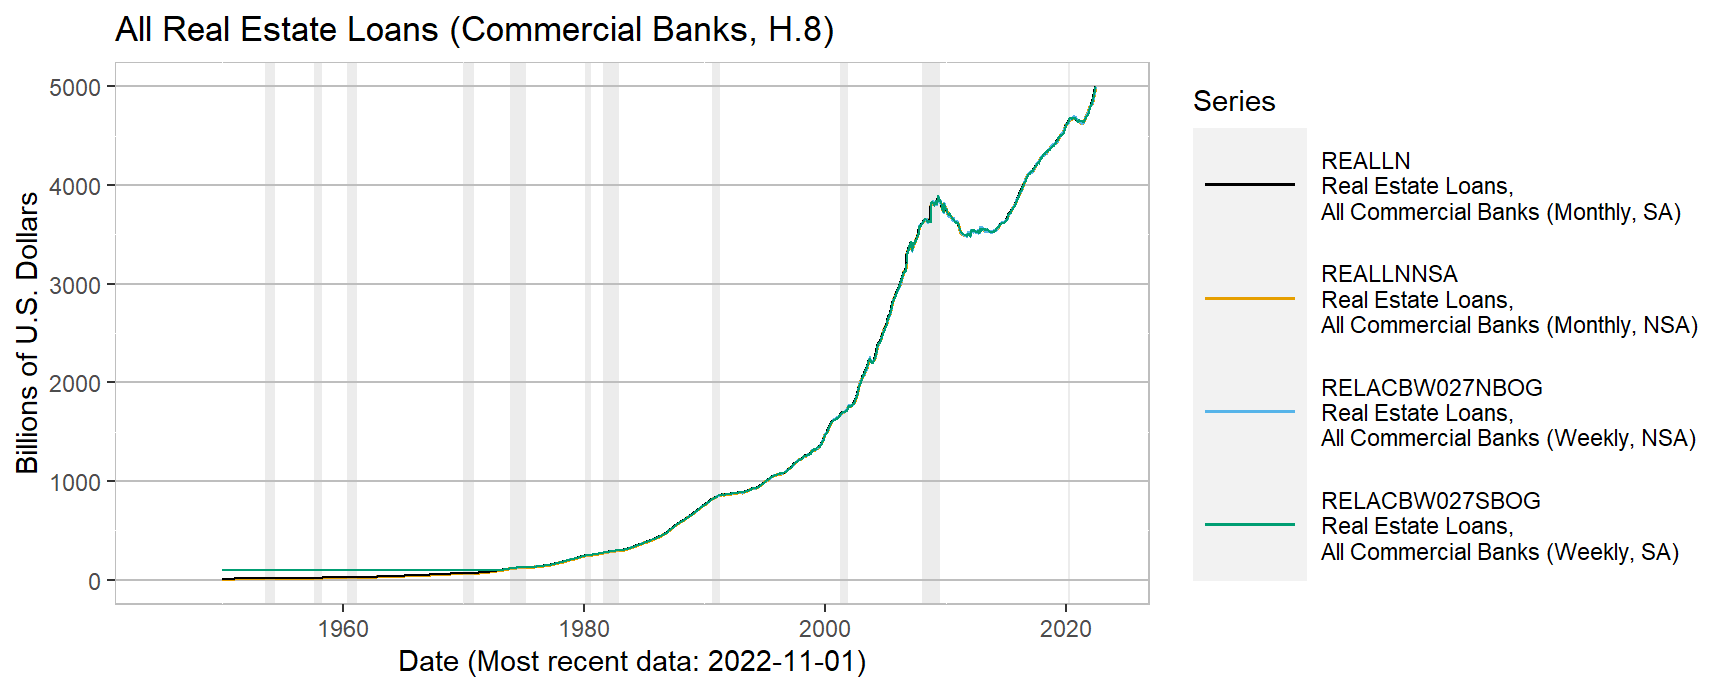 All Real Estate Loans (Commercial Banks, H.8)
Billions of U.S. Dollars
5000
4000
3000
2000
1000
0
1960
1980
2000
2020
Date (Most recent data: 2022-11-01)
Series
REALLN
Real Estate Loans,
All Commercial Banks (Monthly, SA)
REALLNNSA
Real Estate Loans,
All Commercial Banks (Monthly, NSA)
RELACBW027NBOG
Real Estate Loans,
All Commercial Banks (Weekly, NSA)
RELACBW027SBOG
Real Estate Loans,
All Commercial Banks (Weekly, SA)